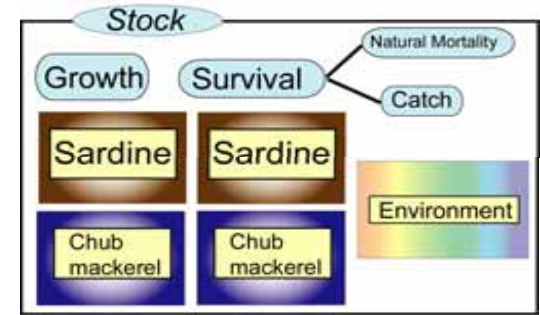 Stock
Natural Mortality
Growth
Survival
Catch
Sardine
Sardine
Environment
Chub
mackerel
Chub
mackerel